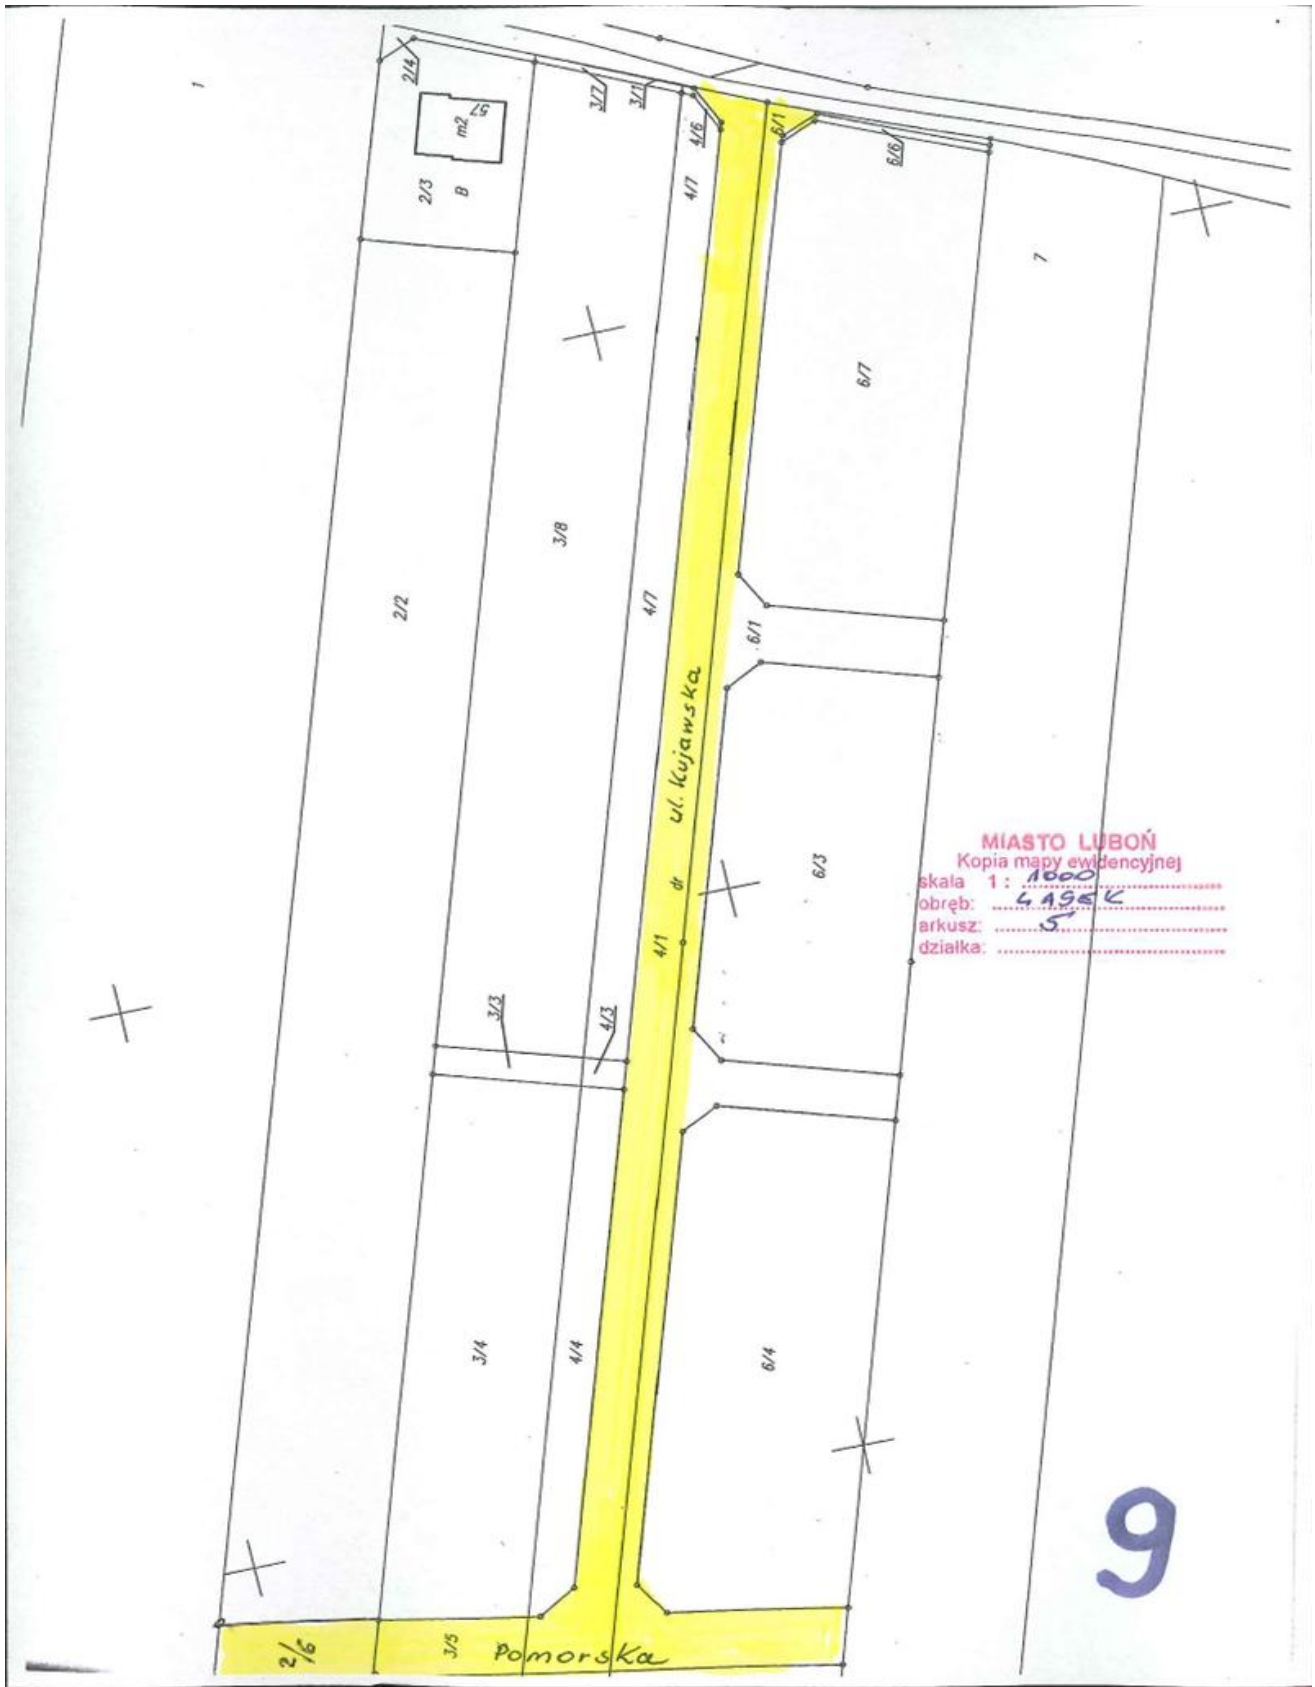 1
2/4
57
m2
2/3
B
3/7
3/1
4/6
6/1
6/6
4/7
7
6/7
3/8
2/2
4/7
6/1
ul. Kujawska
dr
4/1
6/3
MIASTO LUBOŃ
Kopia mapy ewidencyjnej
skala 1: 1000
obręb: LASEK
arkusz: 5
działka:
3/3
4/3
3/4
4/4
6/4
9
2/6
3/5
Pomorska